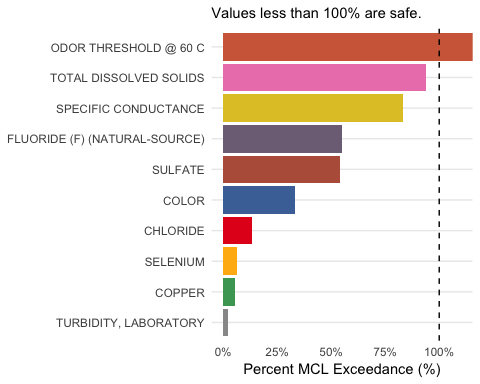 Values less than 100% are safe.
ODOR THRESHOLD @ 60 C
TOTAL DISSOLVED SOLIDS
SPECIFIC CONDUCTANCE
FLUORIDE (F) (NATURAL-SOURCE)
SULFATE
COLOR
CHLORIDE
SELENIUM
COPPER
TURBIDITY, LABORATORY
0% 25% 50% 75% 100%
Percent MCL Exceedance (%)